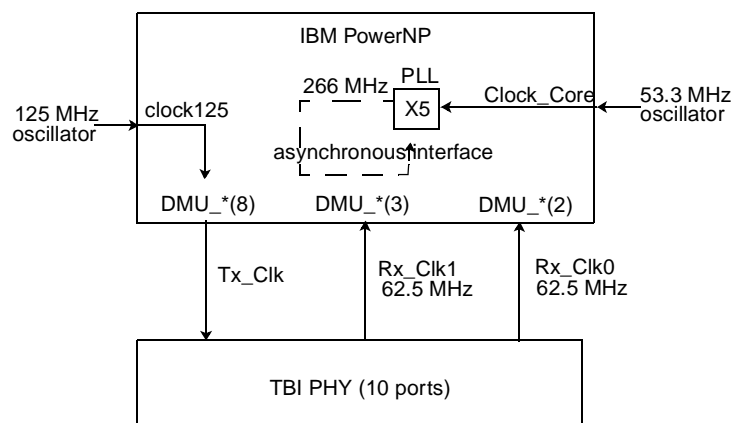 IBM PowerNP
266 MHz
PLL
X5
Clock_Core
53.3 MHz
oscillator
125 MHz
oscillator
clock125
asynchronous interface
DMU_*(8)
DMU_*(3)
DMU_*(2)
Tx_Clk
Rx_Clk1
62.5 MHz
Rx_Clk0
62.5 MHz
TBI PHY (10 ports)